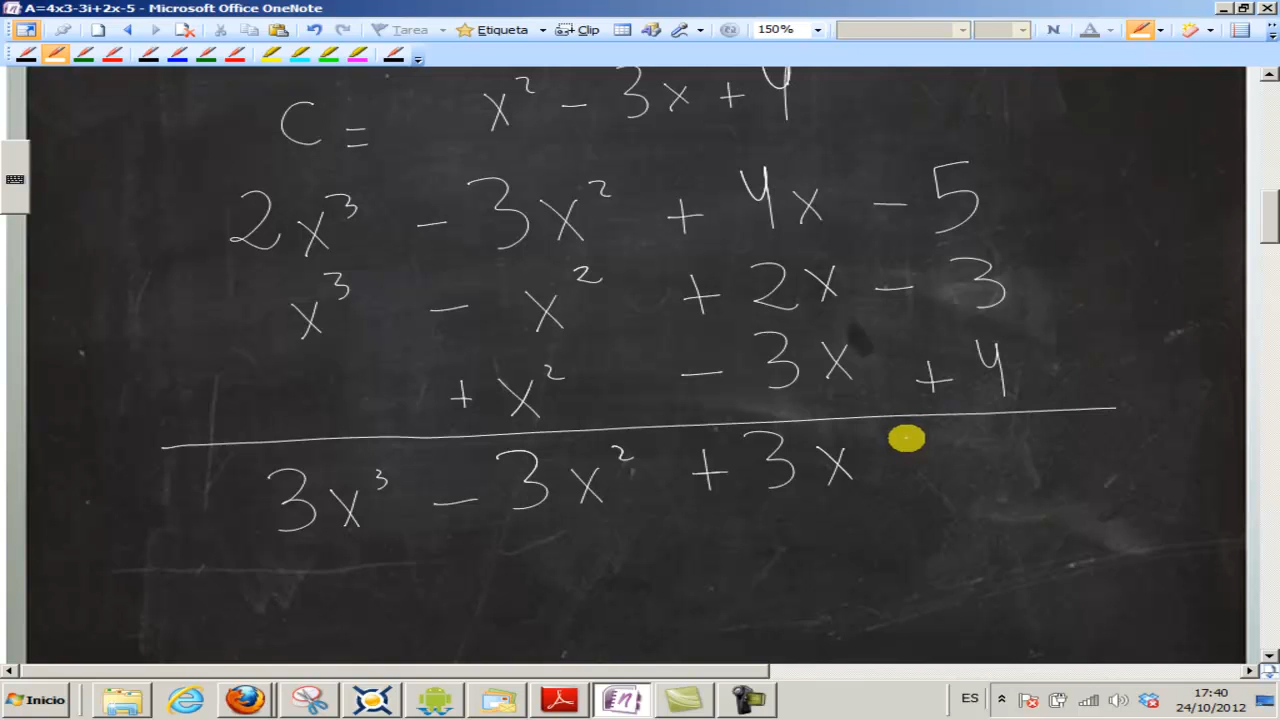 A=4x3-3i+2x-5 - Microsoft Office OneNote
Tarea Etiqueta Clip 150% N A
C = x² - 3x + 4
2x³ - 3x² + 4x - 5
x³ - x² + 2x - 3
+ x² - 3x + 4
3x³ - 3x² + 3x
Inicio ES 17:40
24/10/2012